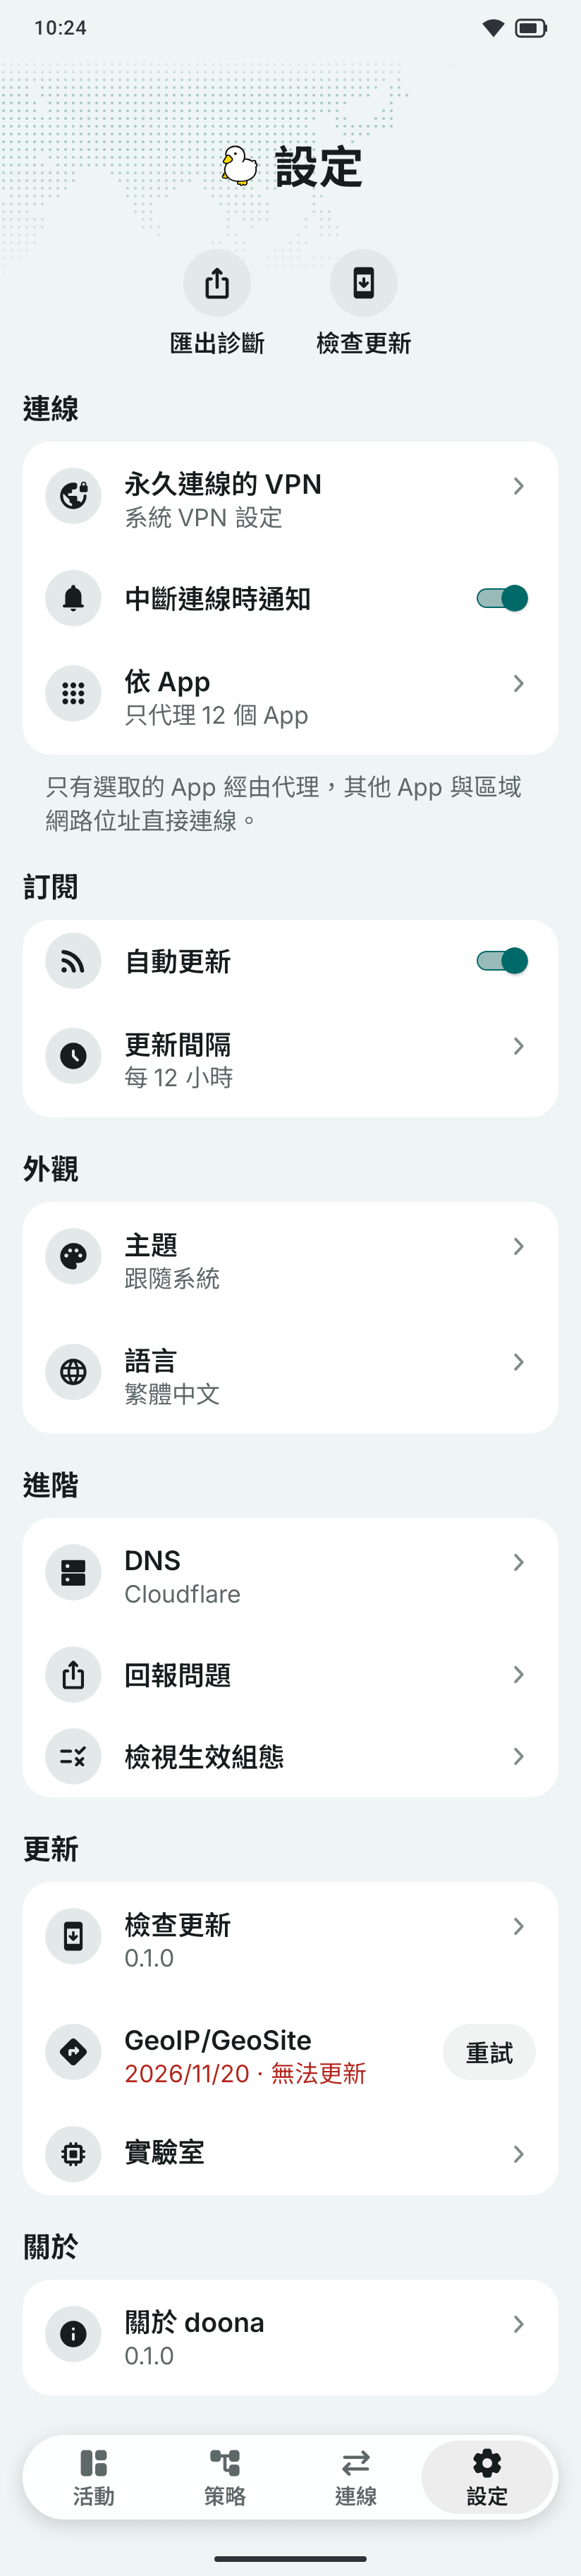 10:24
設定
匯出診斷
檢查更新
連線
永久連線的 VPN
系統 VPN 設定
中斷連線時通知
依 App
只代理 12 個 App
只有選取的 App 經由代理，其他 App 與區域
網路位址直接連線。
訂閱
自動更新
更新間隔
每 12 小時
外觀
主題
跟隨系統
語言
繁體中文
進階
DNS
Cloudflare
回報問題
檢視生效組態
更新
檢查更新
0.1.0
GeoIP/GeoSite
2026/11/20 · 無法更新
重試
實驗室
關於
關於 doona
0.1.0
活動
策略
連線
設定